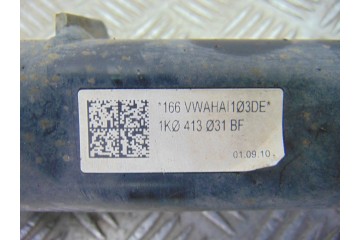 *166 VWAHAI1Ø3DE*
1KØ 413 Ø31 BF
01.09.10